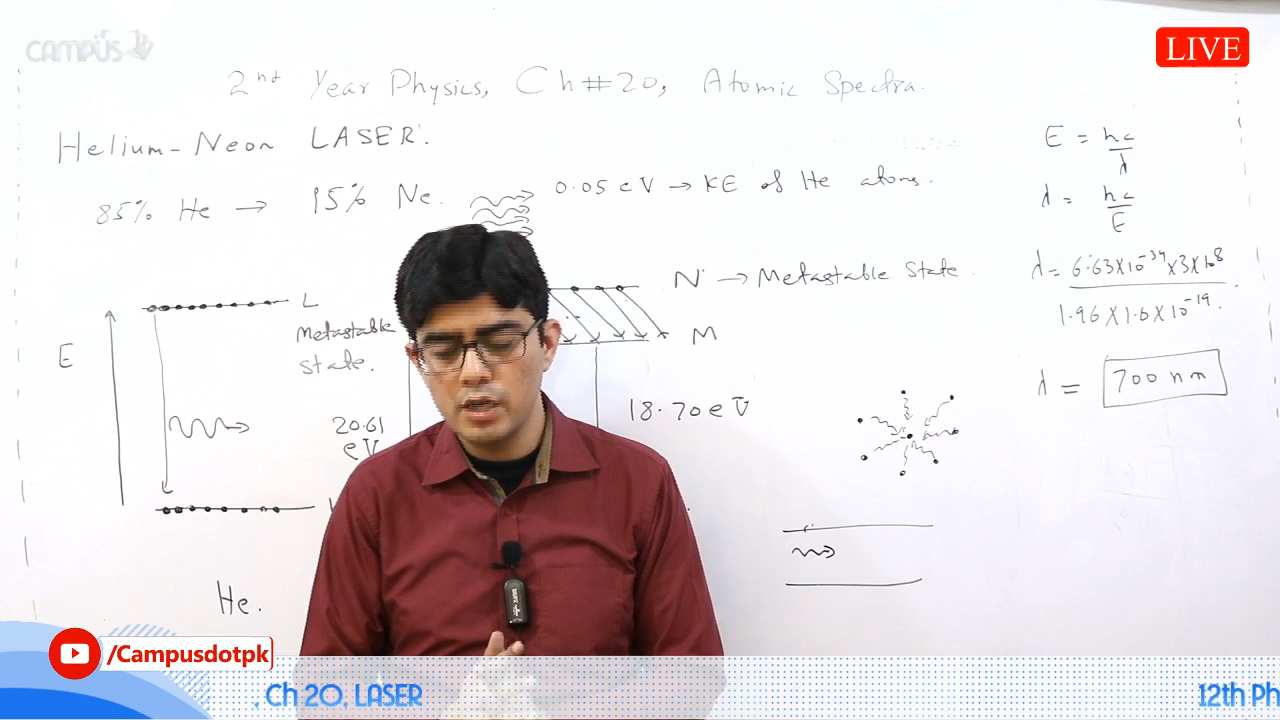 CAMPUS
LIVE
2nd Year Physics, Ch#20, Atomic Spectra.
Helium-Neon LASER.
85% He → 15% Ne.
0.05 eV → KE of He atoms.
N → Metastable State.
M
L
Metastable
State.
E
20.61
eV
18.70 eV
He.
E = hc/λ
λ = hc/E
λ = 6.63×10⁻³⁴×3×10⁸
1.96×1.6×10⁻¹⁹.
λ = 700 nm
/Campusdotpk
, Ch 20, LASER
12th Ph